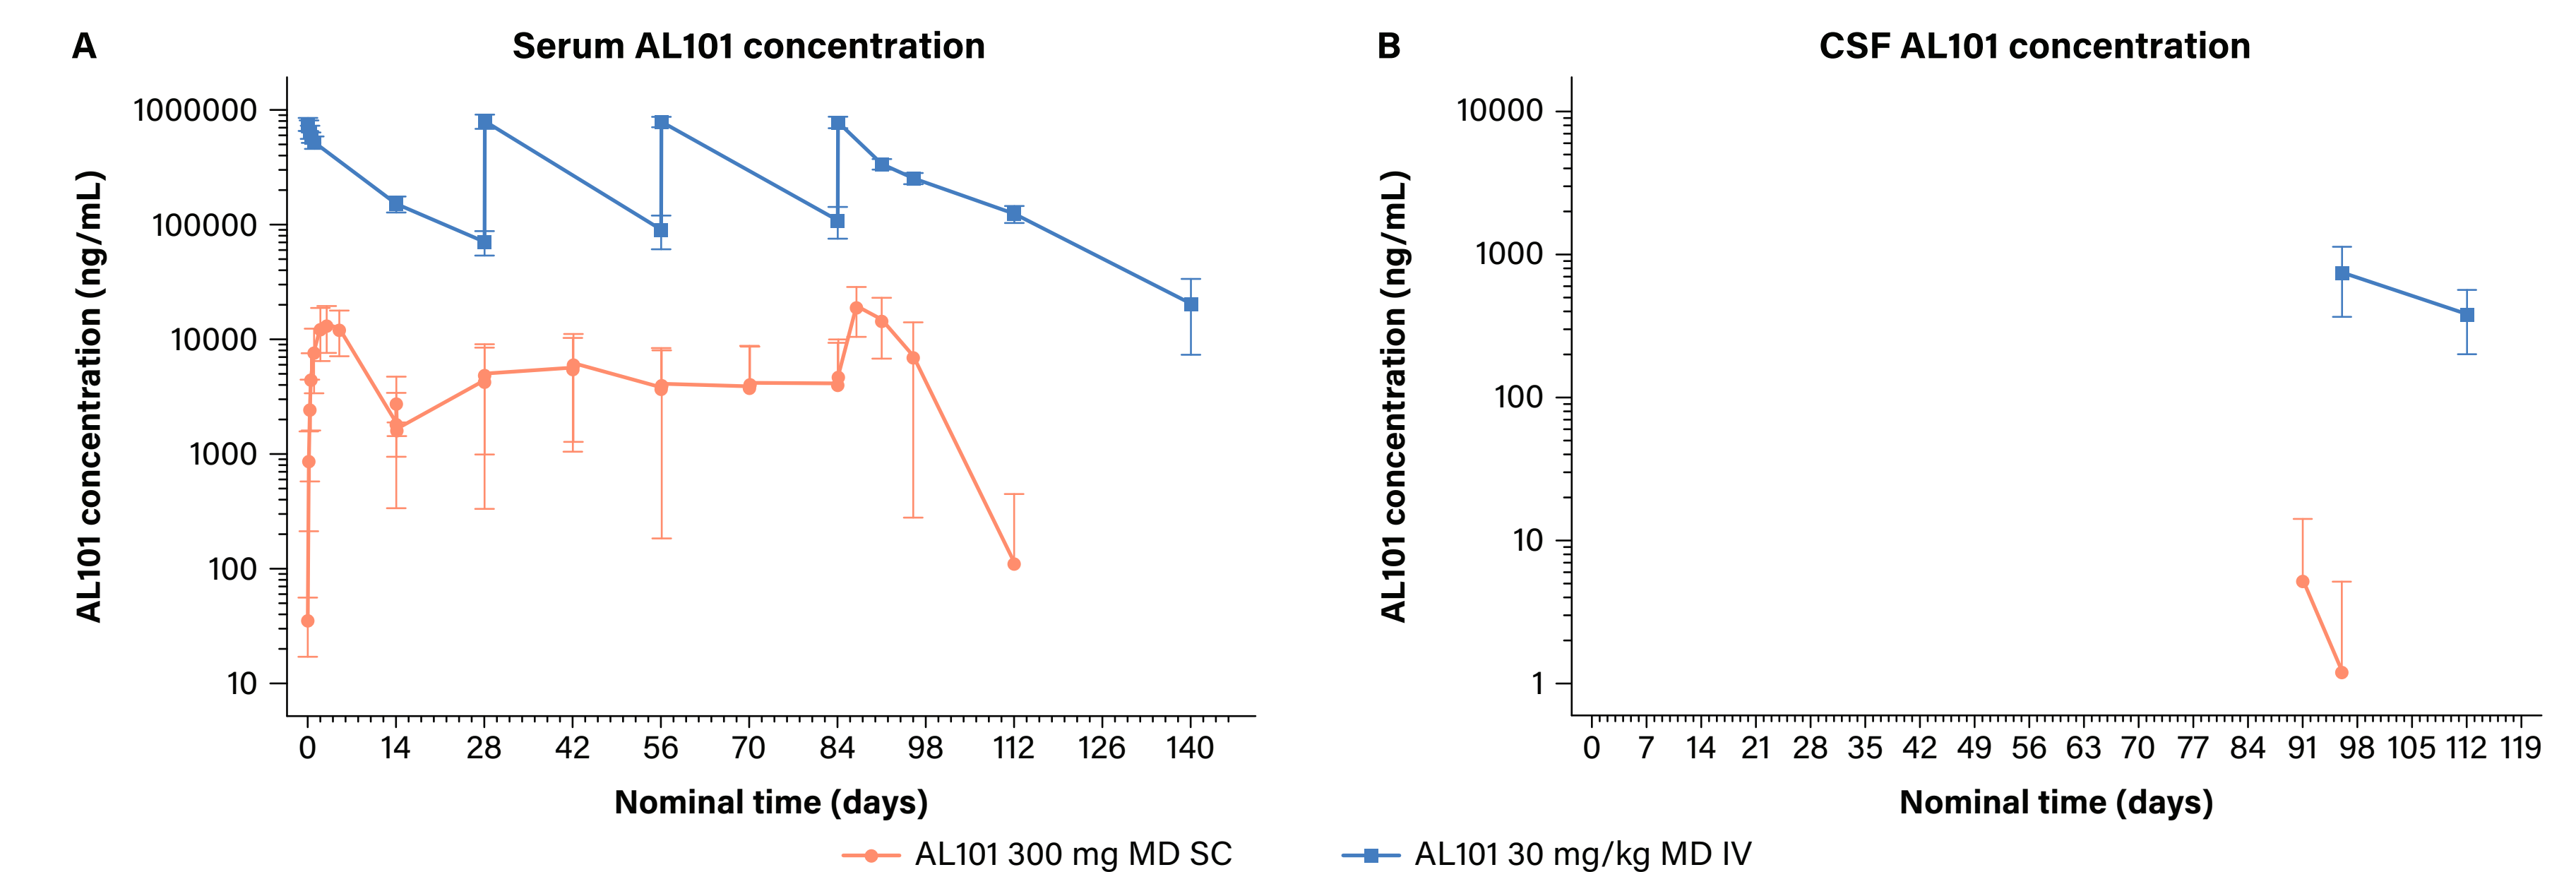 A
Serum AL101 concentration
AL101 concentration (ng/mL)
1000000
100000
10000
1000
100
10
0 14 28 42 56 70 84 98 112 126 140
Nominal time (days)
B
CSF AL101 concentration
AL101 concentration (ng/mL)
10000
1000
100
10
1
0 7 14 21 28 35 42 49 56 63 70 77 84 91 98 105 112 119
Nominal time (days)
AL101 300 mg MD SC
AL101 30 mg/kg MD IV